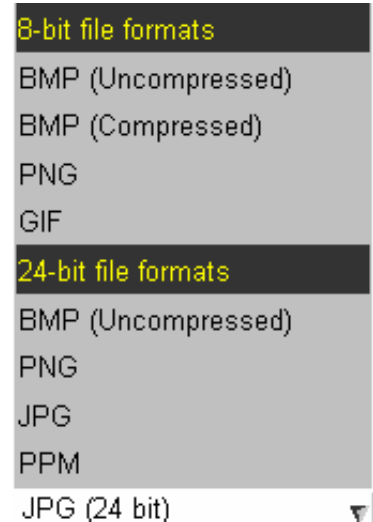 8-bit file formats
BMP (Uncompressed)
BMP (Compressed)
PNG
GIF
24-bit file formats
BMP (Uncompressed)
PNG
JPG
PPM
JPG (24 bit)